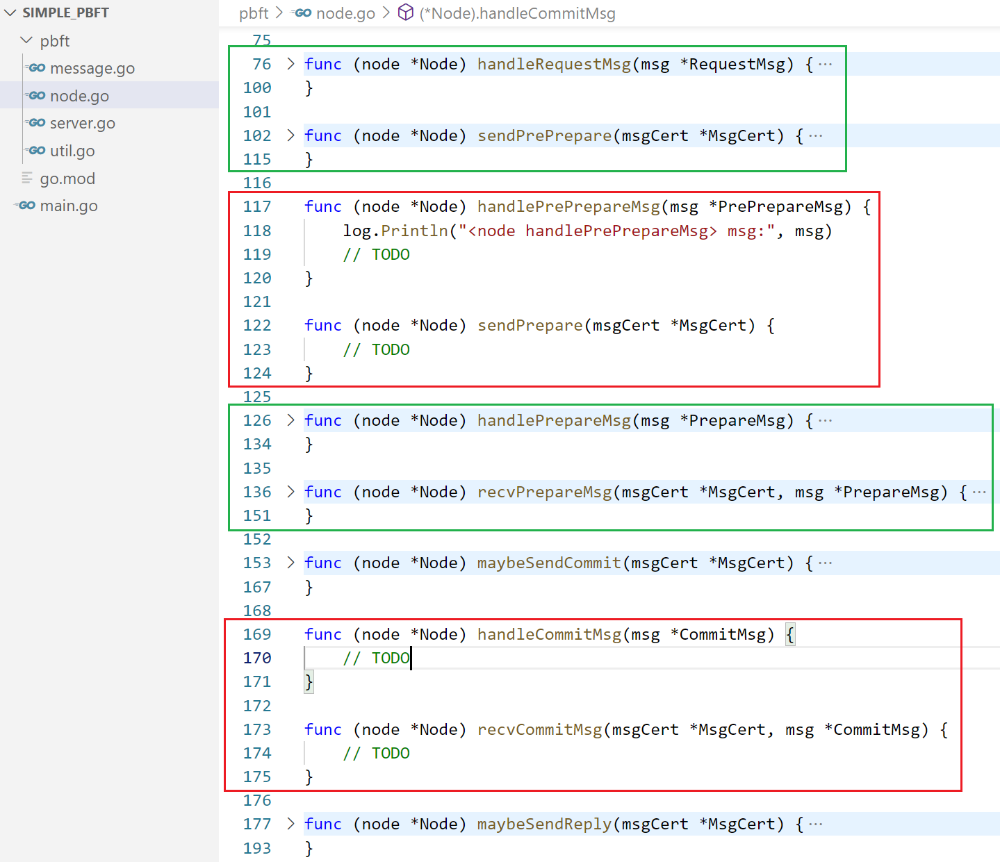 SIMPLE_PBFT
pbft
GO message.go
GO node.go
GO server.go
GO util.go
go.mod
GO main.go
pbft > GO node.go > (*Node).handleCommitMsg
75
76 > func (node *Node) handleRequestMsg(msg *RequestMsg) { ···
100 }
101
102 > func (node *Node) sendPrePrepare(msgCert *MsgCert) { ···
115 }
116
117 func (node *Node) handlePrePrepareMsg(msg *PrePrepareMsg) {
118 log.Println("<node handlePrePrepareMsg> msg:", msg)
119 // TODO
120 }
121
122 func (node *Node) sendPrepare(msgCert *MsgCert) {
123 // TODO
124 }
125
126 > func (node *Node) handlePrepareMsg(msg *PrepareMsg) { ···
134 }
135
136 > func (node *Node) recvPrepareMsg(msgCert *MsgCert, msg *PrepareMsg) { ···
151 }
152
153 > func (node *Node) maybeSendCommit(msgCert *MsgCert) { ···
167 }
168
169 func (node *Node) handleCommitMsg(msg *CommitMsg) {
170 // TODO
171 }
172
173 func (node *Node) recvCommitMsg(msgCert *MsgCert, msg *CommitMsg) {
174 // TODO
175 }
176
177 > func (node *Node) maybeSendReply(msgCert *MsgCert) { ···
193 }